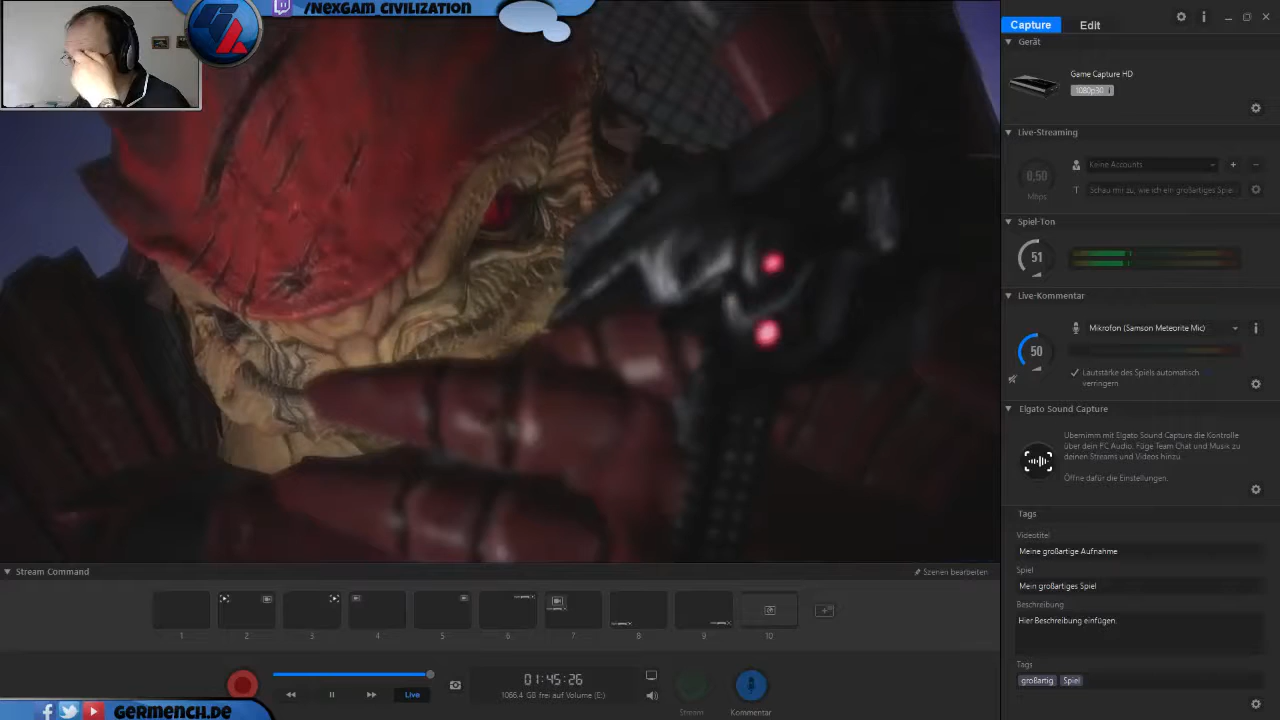 /NexGam Civilization
Capture
Edit
Gerät
Game Capture HD
1080p30
Live-Streaming
0,50
Mbps
Keine Accounts
T
Schau mir zu, wie ich ein großartiges Spie
Spiel-Ton
51
Live-Kommentar
50
Mikrofon (Samson Meteorite Mic)
Lautstärke des Spiels automatisch
verringern
Elgato Sound Capture
Übernimm mit Elgato Sound Capture die Kontrolle
über dein PC Audio. Füge Team Chat und Musik zu
deinen Streams und Videos hinzu.
Öffne dafür die Einstellungen.
Tags
Videotitel
Meine großartige Aufnahme
Spiel
Mein großartiges Spiel
Beschreibung
Hier Beschreibung einfügen.
Tags
großartig Spiel
Stream Command
Szenen bearbeiten
1 2 3 4 5 6 7 8 9 10
Live
01:45:26
1066.4 GB frei auf Volume (E:)
Stream
Kommentar
Germench.de